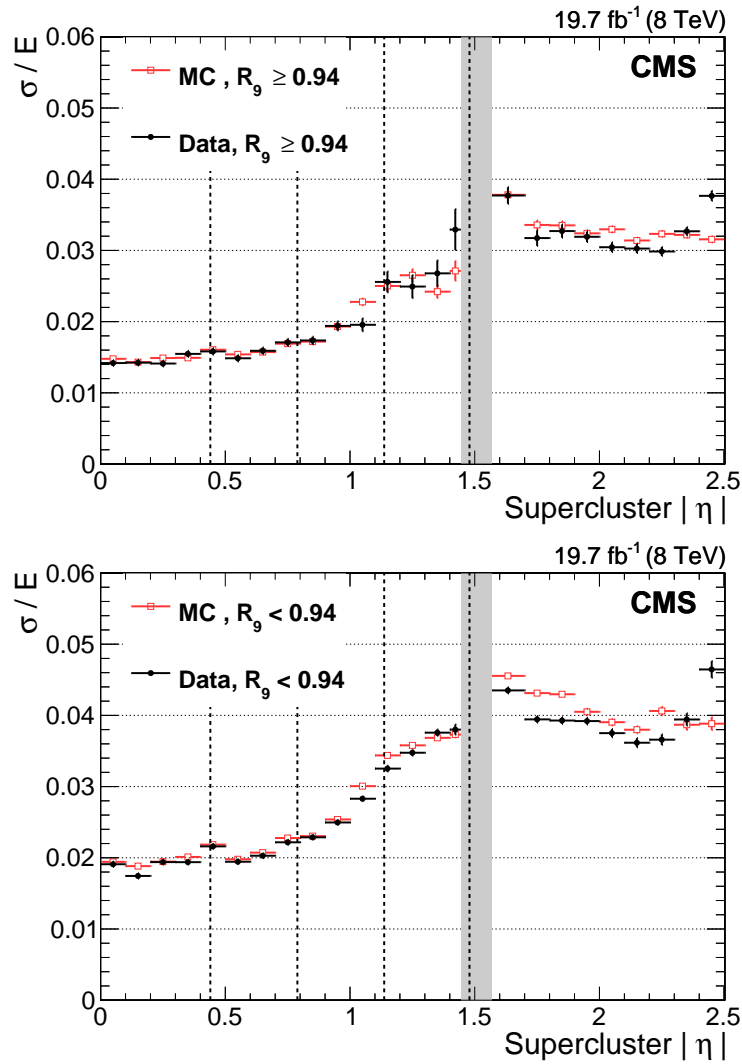 19.7 fb⁻¹ (8 TeV)
σ / E
0.06
CMS
MC , R₉ ≥ 0.94
0.05
Data, R₉ ≥ 0.94
0.04
0.03
0.02
0.01
0
0 0.5 1 1.5 2 2.5
Supercluster | η |
19.7 fb⁻¹ (8 TeV)
σ / E
0.06
CMS
MC , R₉ < 0.94
0.05
Data, R₉ < 0.94
0.04
0.03
0.02
0.01
0
0 0.5 1 1.5 2 2.5
Supercluster | η |